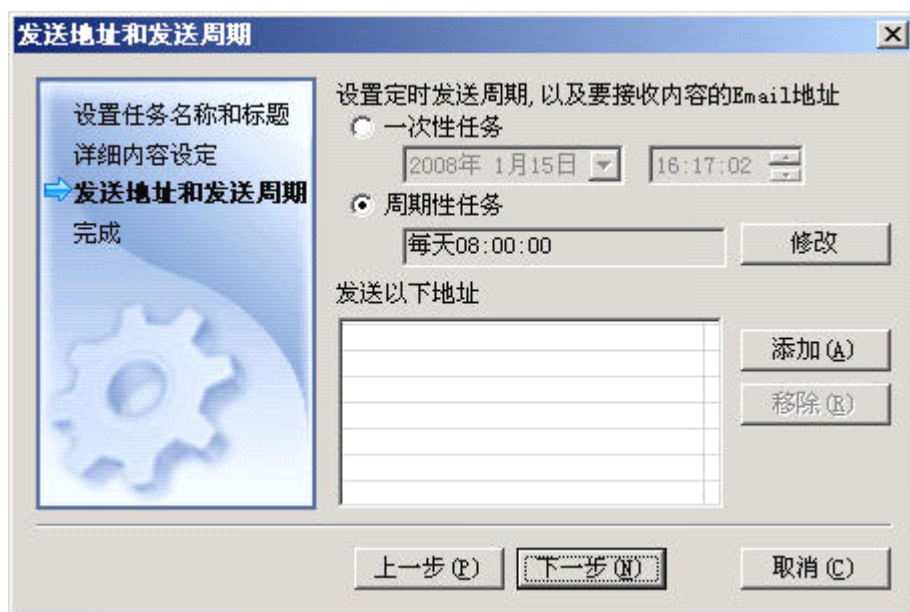 发送地址和发送周期
设置任务名称和标题
详细内容设定
发送地址和发送周期
完成
设置定时发送周期,以及要接收内容的Email地址
一次性任务
2008年 1月15日 16:17:02
周期性任务
每天08:00:00 修改
发送以下地址
添加(A)
移除(R)
上一步(P) 下一步(N) 取消(C)